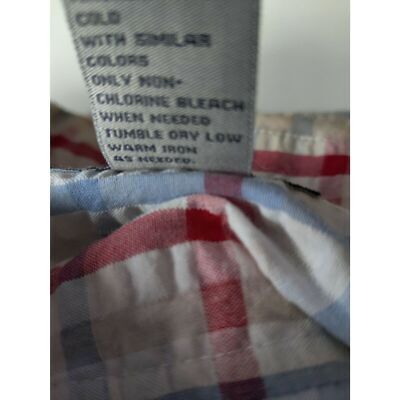 COLD
WITH SIMILAR
COLORS
ONLY NON-
CHLORINE BLEACH
WHEN NEEDED
TUMBLE DRY LOW
WARM IRON
AS NEEDED.